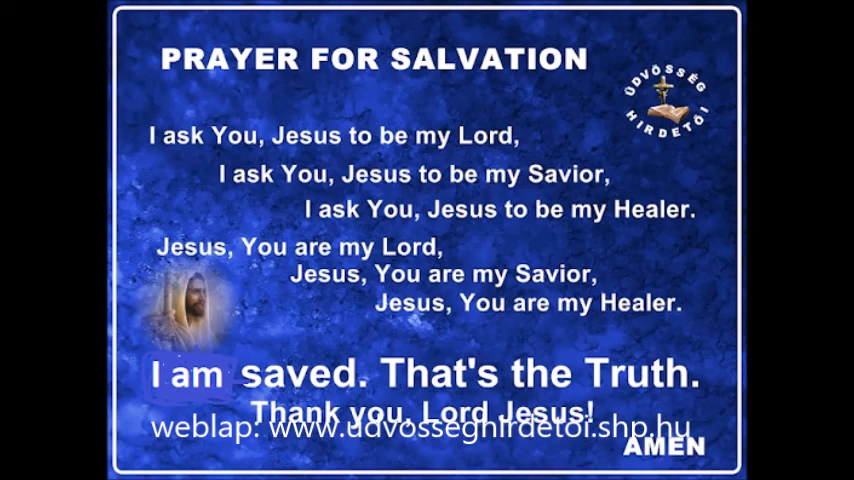 PRAYER FOR SALVATION
ÜDVÖSSÉG
HIRDETŐI
I ask You, Jesus to be my Lord,
I ask You, Jesus to be my Savior,
I ask You, Jesus to be my Healer.
Jesus, You are my Lord,
Jesus, You are my Savior,
Jesus, You are my Healer.
I am saved. That's the Truth.
Thank you, Lord Jesus!
weblap: www.udvosseghirdetoi.shp.hu
AMEN